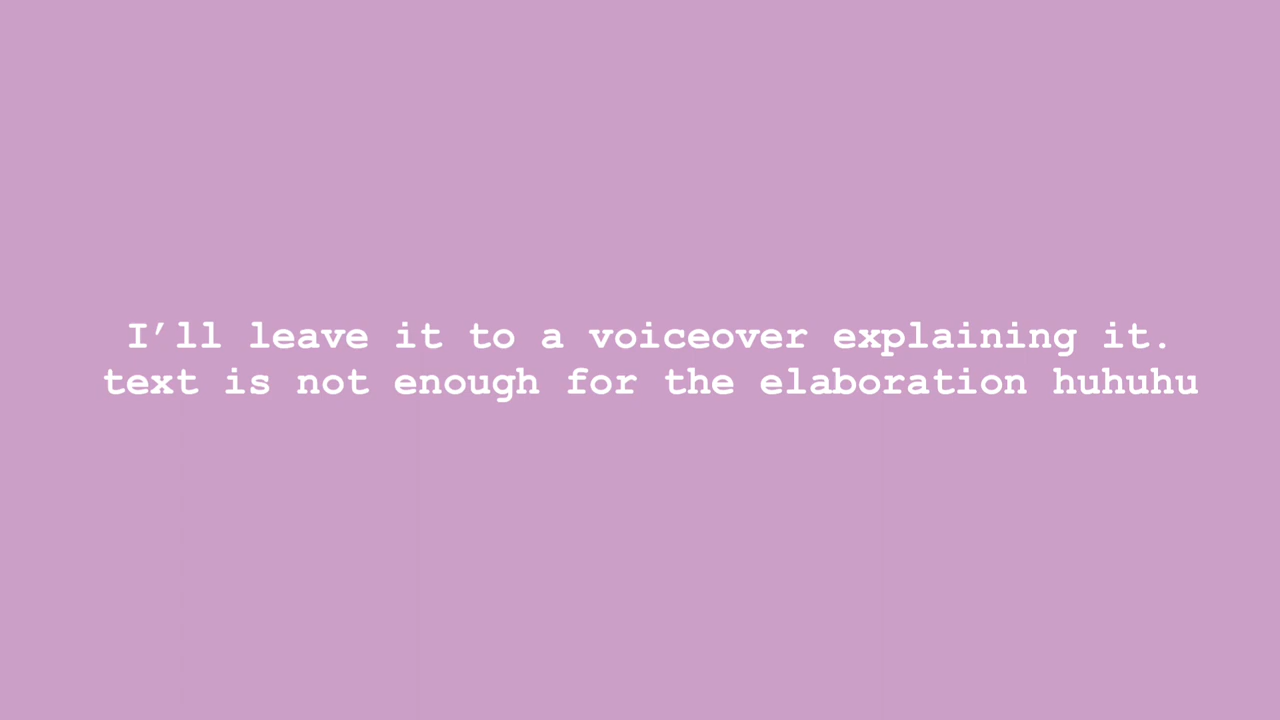 I’ll leave it to a voiceover explaining it.
text is not enough for the elaboration huhuhu